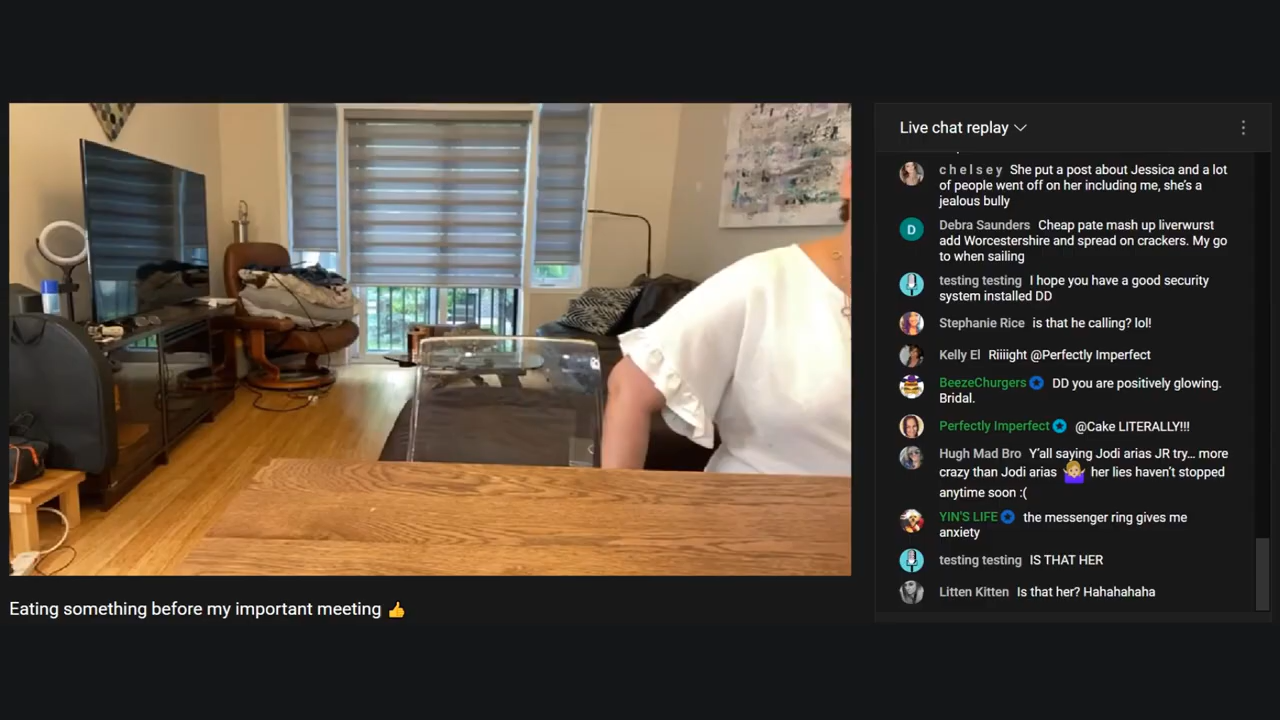 Live chat replay
c h e l s e y She put a post about Jessica and a lot
of people went off on her including me, she's a
jealous bully
D
Debra Saunders Cheap pate mash up liverwurst
add Worcestershire and spread on crackers. My go
to when sailing
testing testing I hope you have a good security
system installed DD
Stephanie Rice is that he calling? lol!
Kelly El Riiiight @Perfectly Imperfect
BeezeChurgers DD you are positively glowing.
Bridal.
Perfectly Imperfect @Cake LITERALLY!!!
Hugh Mad Bro Y'all saying Jodi arias JR try... more
crazy than Jodi arias 🤷🏼‍♀️ her lies haven't stopped
anytime soon :(
YIN'S LIFE the messenger ring gives me
anxiety
testing testing IS THAT HER
Litten Kitten Is that her? Hahahahaha
Eating something before my important meeting 👍